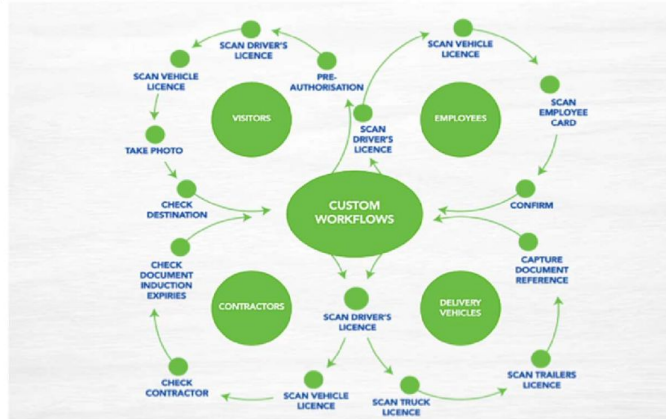 SCAN DRIVER'S
LICENCE
SCAN VEHICLE
LICENCE
PRE-
AUTHORISATION
SCAN VEHICLE
LICENCE
VISITORS
EMPLOYEES
SCAN
EMPLOYEE
CARD
TAKE PHOTO
SCAN
DRIVER'S
LICENCE
CHECK
DESTINATION
CUSTOM
WORKFLOWS
CONFIRM
CHECK
DOCUMENT
INDUCTION
EXPIRIES
CAPTURE
DOCUMENT
REFERENCE
CONTRACTORS
DELIVERY
VEHICLES
SCAN DRIVER'S
LICENCE
CHECK
CONTRACTOR
SCAN VEHICLE
LICENCE
SCAN TRUCK
LICENCE
SCAN TRAILERS
LICENCE